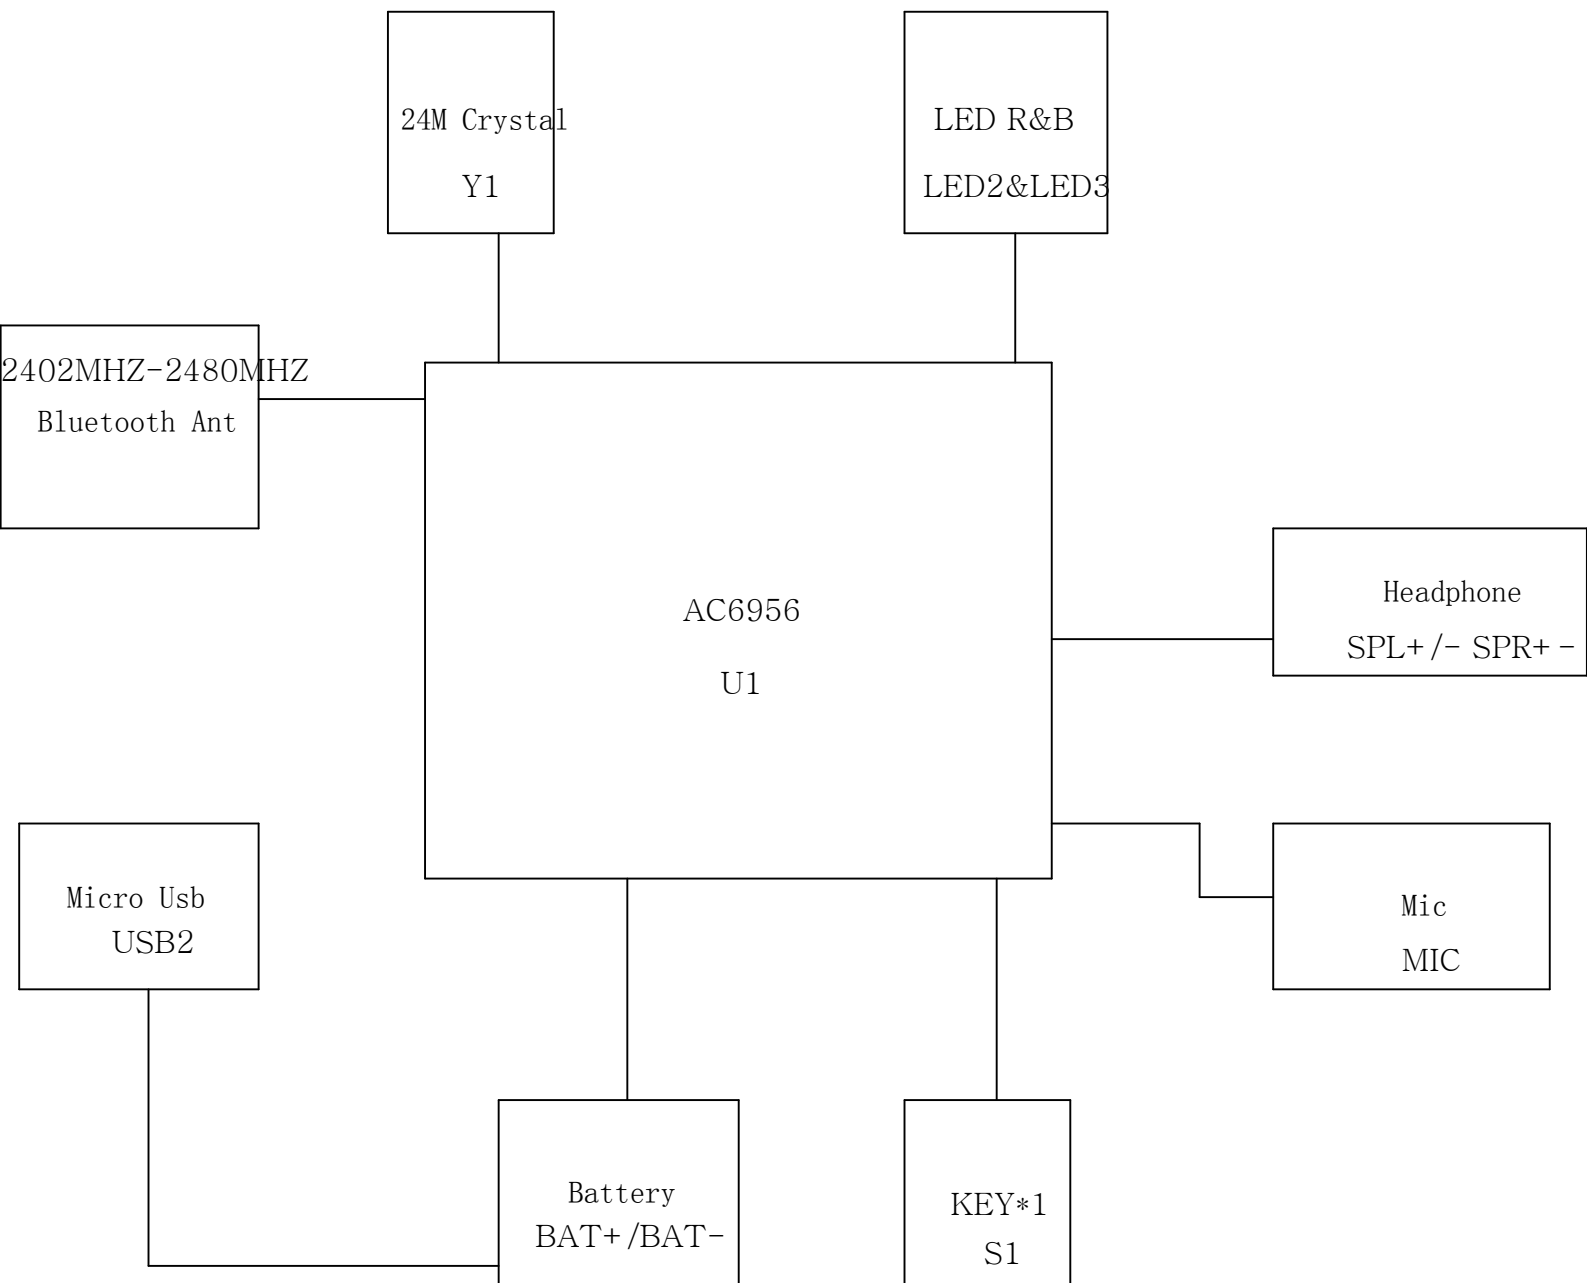 24M Crystal
Y1
LED R&B
LED2&LED3
2402MHZ-2480MHZ
Bluetooth Ant
AC6956
U1
Headphone
SPL+/- SPR+-
Micro Usb
USB2
Mic
MIC
Battery
BAT+/BAT-
KEY*1
S1